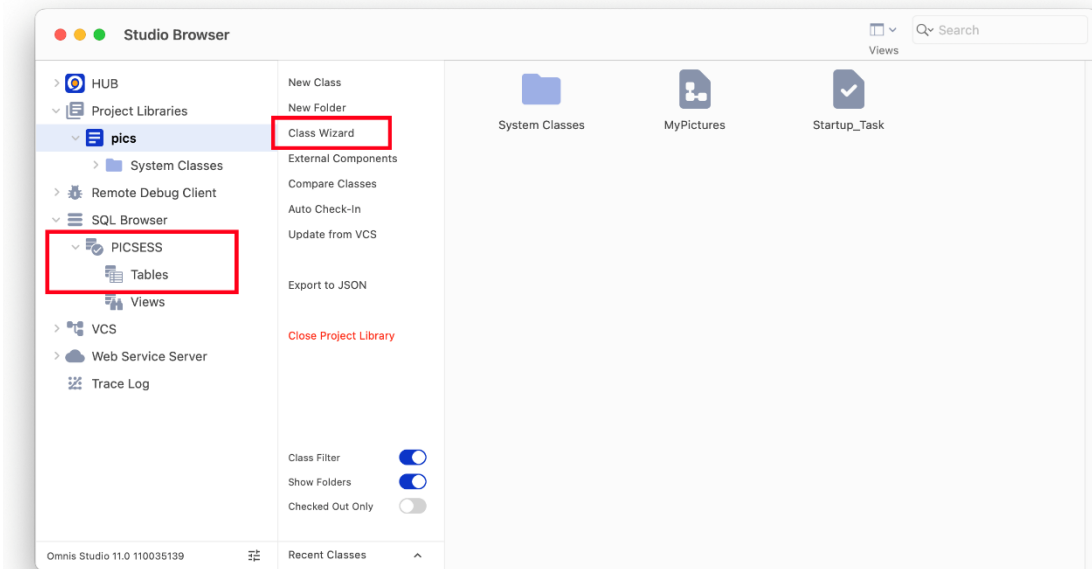 Studio Browser
Views
Search
HUB
Project Libraries
pics
System Classes
Remote Debug Client
SQL Browser
PICSESS
Tables
Views
VCS
Web Service Server
Trace Log
Omnis Studio 11.0 110035139
New Class
New Folder
Class Wizard
External Components
Compare Classes
Auto Check-In
Update from VCS
Export to JSON
Close Project Library
Class Filter
Show Folders
Checked Out Only
Recent Classes
System Classes
MyPictures
Startup_Task